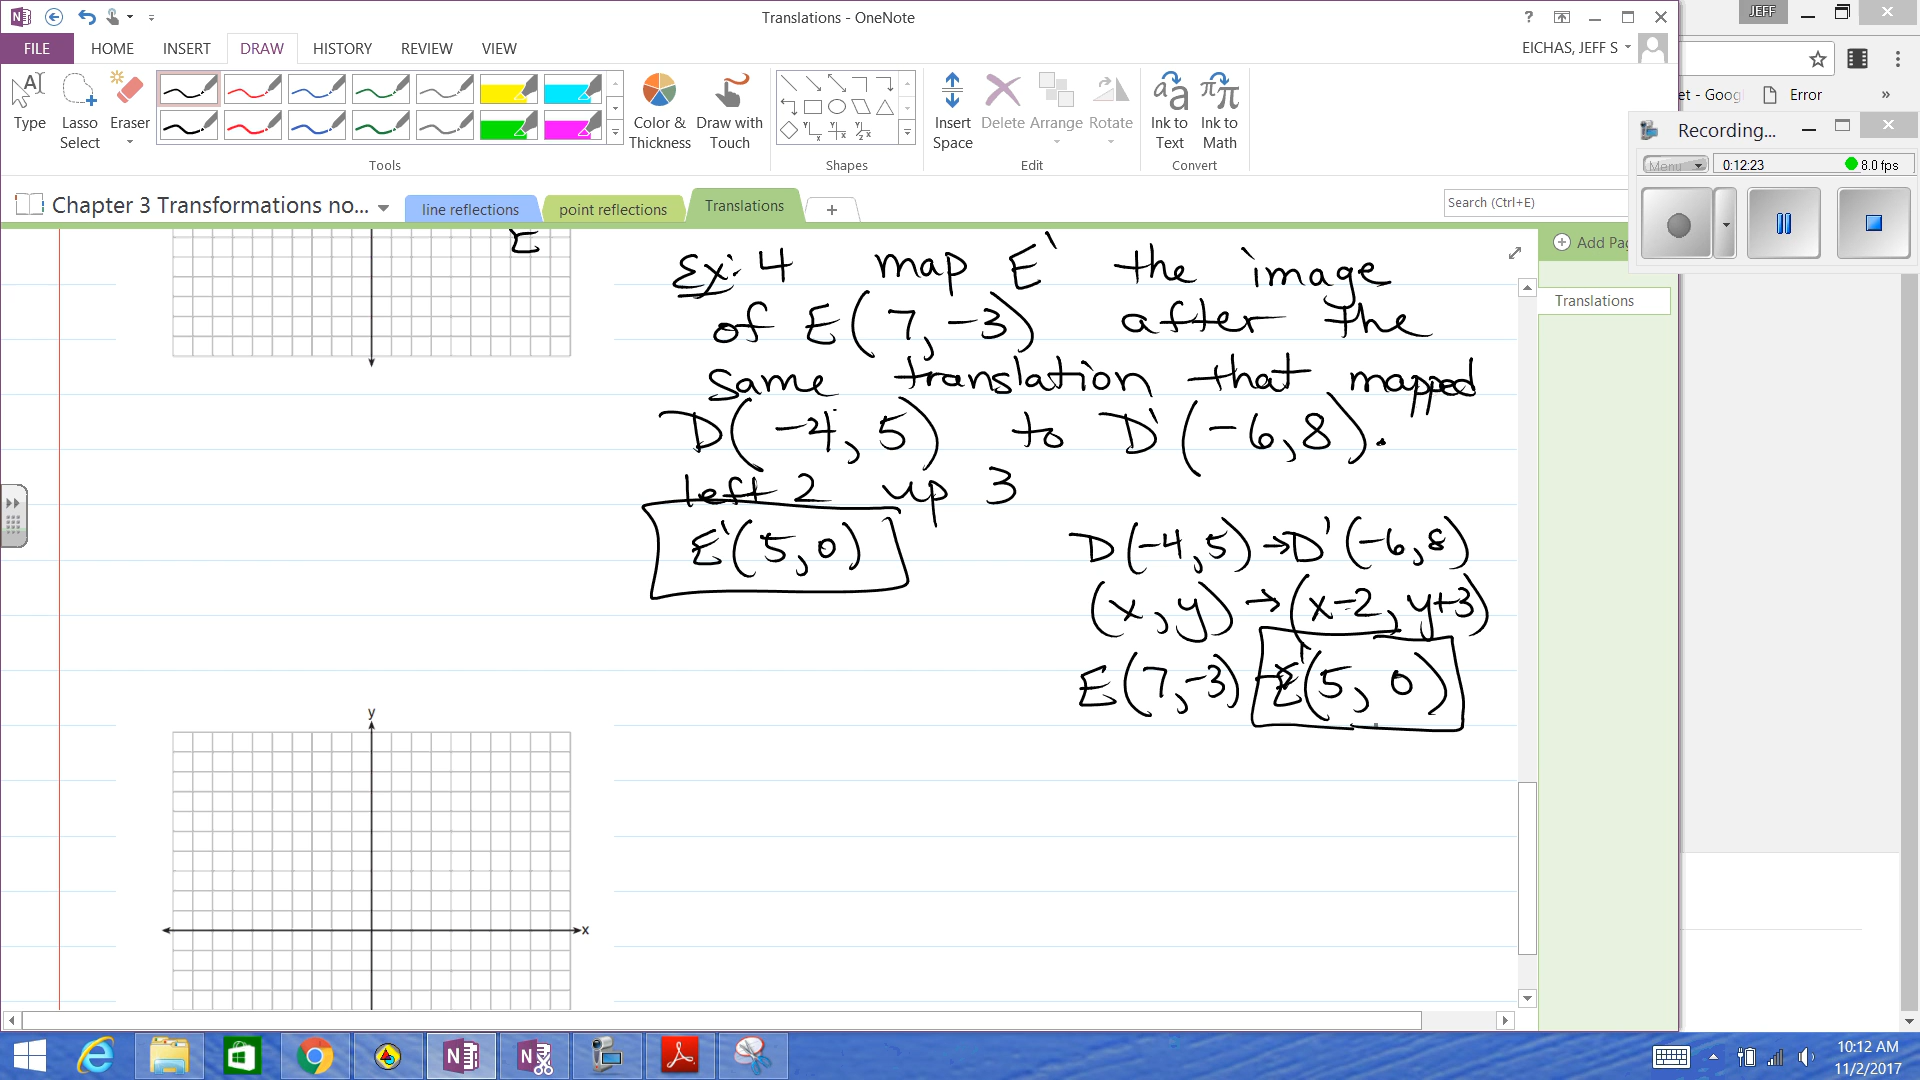 Translations - OneNote
JEFF
FILE HOME INSERT DRAW HISTORY REVIEW VIEW
EICHAS, JEFF S
Type
Lasso Select
Eraser
Color & Thickness
Draw with Touch
Insert Space
Delete
Arrange
Rotate
Ink to Text
Ink to Math
Tools
Shapes
Edit
Convert
et - Goog
Error
Recording...
Menu
0:12:23
8.0 fps
Chapter 3 Transformations no...
line reflections
point reflections
Translations
Search (Ctrl+E)
Add Pa
Translations
E
Ex: 4 map E' the image
of E(7, -3) after the
same translation that mapped
D(-4, 5) to D'(-6, 8).
left 2 up 3
E'(5, 0)
D(-4, 5) → D'(-6, 8)
(x, y) → (x-2, y+3)
E(7, -3) → E'(5, 0)
y
x
10:12 AM
11/2/2017